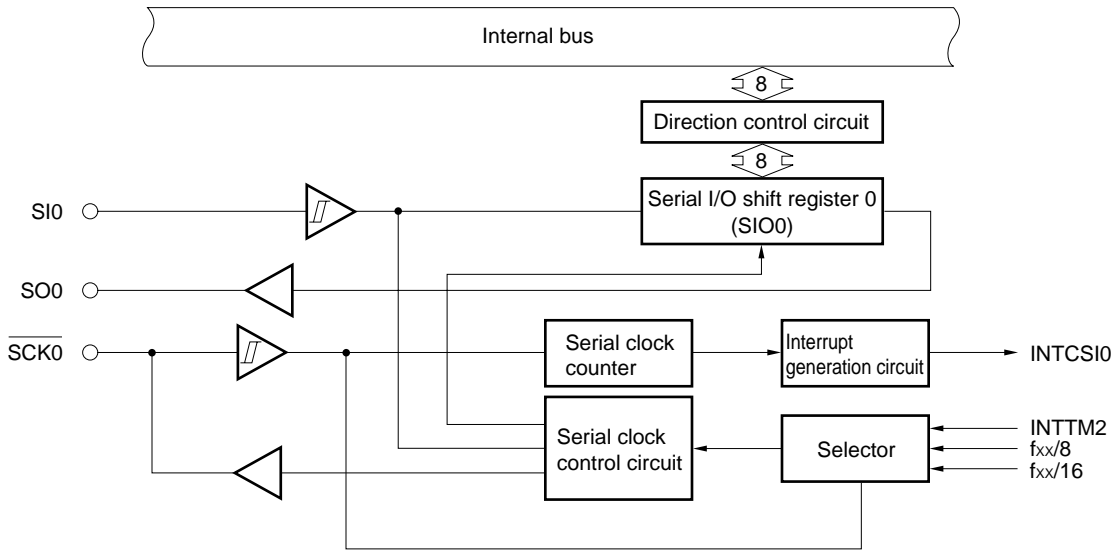 Internal bus
8
Direction control circuit
8
SI0
Serial I/O shift register 0
(SIO0)
SO0
SCK0
Serial clock
counter
Interrupt
generation circuit
INTCSI0
Serial clock
control circuit
Selector
INTTM2
fxx/8
fxx/16